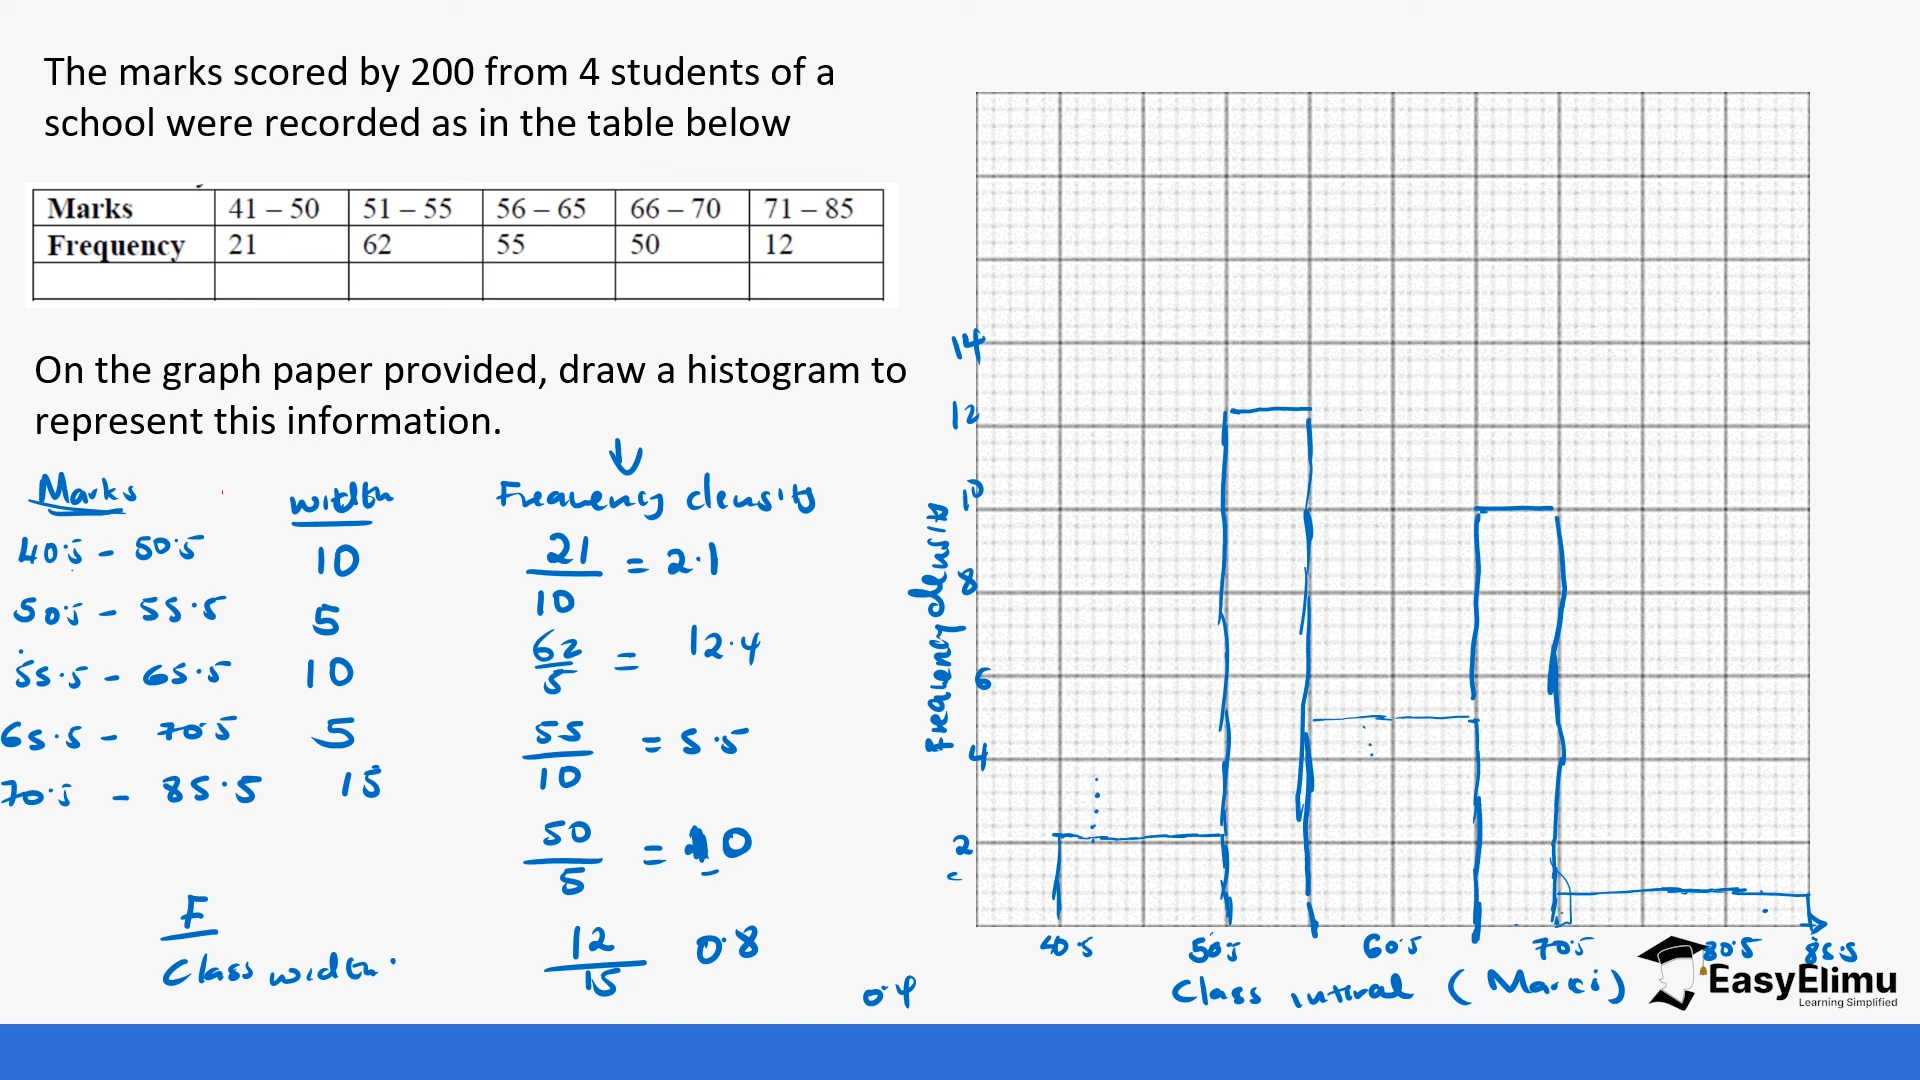 The marks scored by 200 from 4 students of a
school were recorded as in the table below
Marks 41 – 50 51 – 55 56 – 65 66 – 70 71 – 85
Frequency 21 62 55 50 12
On the graph paper provided, draw a histogram to
represent this information.
Marks width Frequency density
40.5 - 50.5 10 21/10 = 2.1
50.5 - 55.5 5 62/5 = 12.4
55.5 - 65.5 10 55/10 = 5.5
65.5 - 70.5 5 50/5 = 10
70.5 - 85.5 15 12/15 0.8
F
Class width.
0.4
Frequency density
14
12
10
8
6
4
2
40.5 50.5 60.5 70.5 80.5 85.5
Class (
EasyElimu
Learning Simplified